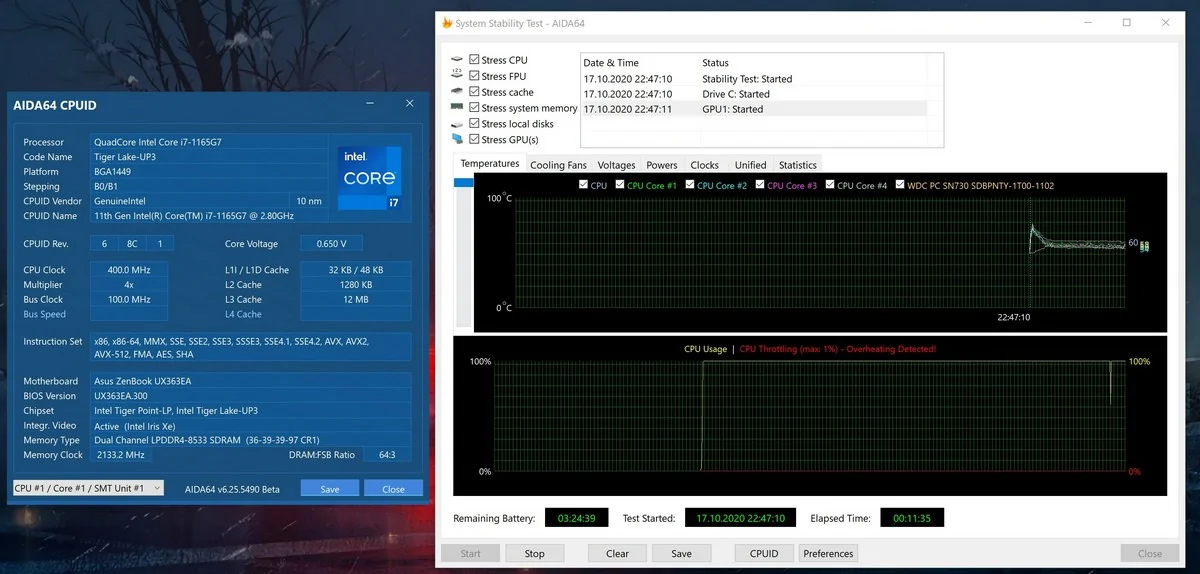 AIDA64 CPUID
Processor QuadCore Intel Core i7-1165G7
Code Name Tiger Lake-UP3
Platform BGA1449
Stepping B0/B1
CPUID Vendor GenuineIntel 10 nm
CPUID Name 11th Gen Intel(R) Core(TM) i7-1165G7 @ 2.80GHz
intel.
CORE
i7
CPUID Rev. 6 8C 1 Core Voltage 0.650 V
CPU Clock 400.0 MHz L1I / L1D Cache 32 KB / 48 KB
Multiplier 4x L2 Cache 1280 KB
Bus Clock 100.0 MHz L3 Cache 12 MB
Bus Speed L4 Cache
Instruction Set x86, x86-64, MMX, SSE, SSE2, SSE3, SSSE3, SSE4.1, SSE4.2, AVX, AVX2,
AVX-512, FMA, AES, SHA
Motherboard Asus ZenBook UX363EA
BIOS Version UX363EA.300
Chipset Intel Tiger Point-LP, Intel Tiger Lake-UP3
Integr. Video Active (Intel Iris Xe)
Memory Type Dual Channel LPDDR4-8533 SDRAM (36-39-39-97 CR1)
Memory Clock 2133.2 MHz DRAM:FSB Ratio 64:3
CPU #1 / Core #1 / SMT Unit #1 AIDA64 v6.25.5490 Beta Save Close
System Stability Test - AIDA64
Stress CPU
Stress FPU
Stress cache
Stress system memory
Stress local disks
Stress GPU(s)
Date & Time Status
17.10.2020 22:47:10 Stability Test: Started
17.10.2020 22:47:10 Drive C: Started
17.10.2020 22:47:11 GPU1: Started
Temperatures Cooling Fans Voltages Powers Clocks Unified Statistics
CPU CPU Core #1 CPU Core #2 CPU Core #3 CPU Core #4 WDC PC SN730 SDBPNTY-1T00-1102
100°C
60
0°C
22:47:10
CPU Usage | CPU Throttling (max: 1%) - Overheating Detected!
100% 100%
0% 0%
Remaining Battery: 03:24:39 Test Started: 17.10.2020 22:47:10 Elapsed Time: 00:11:35
Start Stop Clear Save CPUID Preferences Close